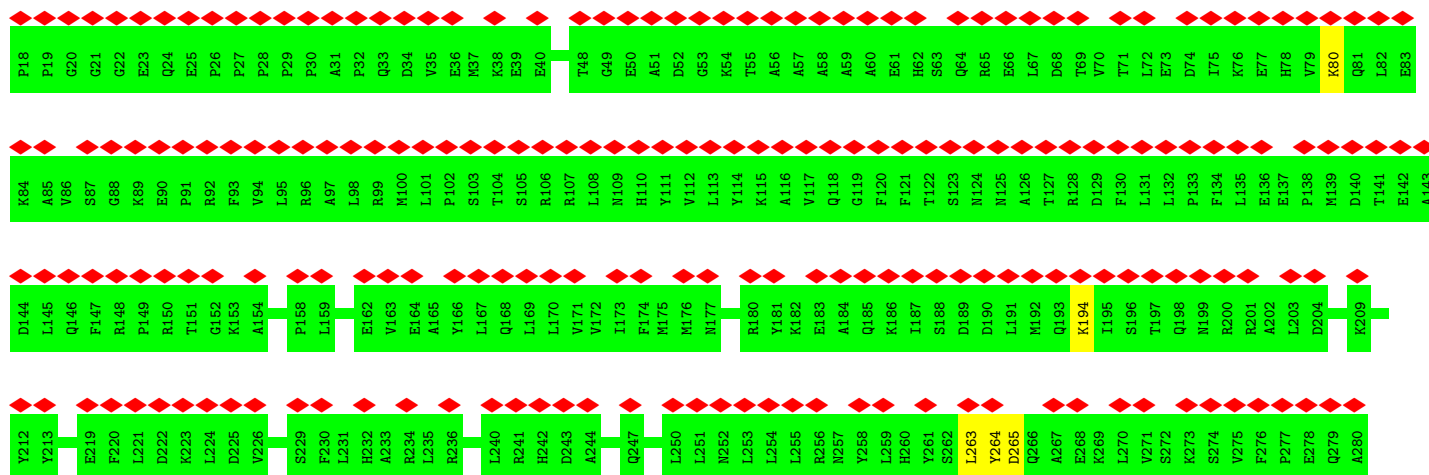 P18 P19 G20 G21 G22 E23 Q24 E25 P26 P27 P28 P29 P30 A31 P32 Q33 D34 V35 E36 M37 K38 E39 E40 T48 G49 E50 A51 D52 G53 K54 T55 A56 A57 A58 A59 A60 E61 H62 S63 Q64 R65 E66 L67 D68 T69 V70 T71 L72 E73 D74 I75 K76 E77 H78 V79 K80 Q81 L82 E83
K84 A85 V86 S87 G88 K89 E90 P91 R92 F93 V94 L95 R96 A97 L98 R99 M100 L101 P102 S103 T104 S105 R106 R107 L108 N109 H110 Y111 V112 L113 Y114 K115 A116 V117 Q118 G119 F120 F121 T122 S123 N124 N125 A126 T127 R128 D129 F130 L131 L132 P133 F134 L135 E136 E137 P138 M139 D140 T141 E142 A143
D144 L145 Q146 F147 R148 P149 R150 T151 G152 K153 A154 P158 L159 E162 V163 E164 A165 Y166 L167 Q168 L169 L170 V171 V172 I173 F174 M175 M176 N177 R180 Y181 K182 E183 A184 Q185 K186 I187 S188 D189 D190 L191 M192 Q193 K194 I195 S196 T197 Q198 N199 R200 R201 A202 L203 D204 K209
Y212 Y213 E219 F220 L221 D222 K223 L224 D225 V226 S229 F230 L231 H232 A233 R234 L235 R236 L240 R241 H242 D243 A244 Q247 L250 L251 N252 L253 L254 L255 R256 N257 Y258 L259 H260 Y261 S262 L263 Y264 D265 Q266 A267 E268 K269 L270 V271 S272 K273 S274 V275 F276 P277 E278 Q279 A280